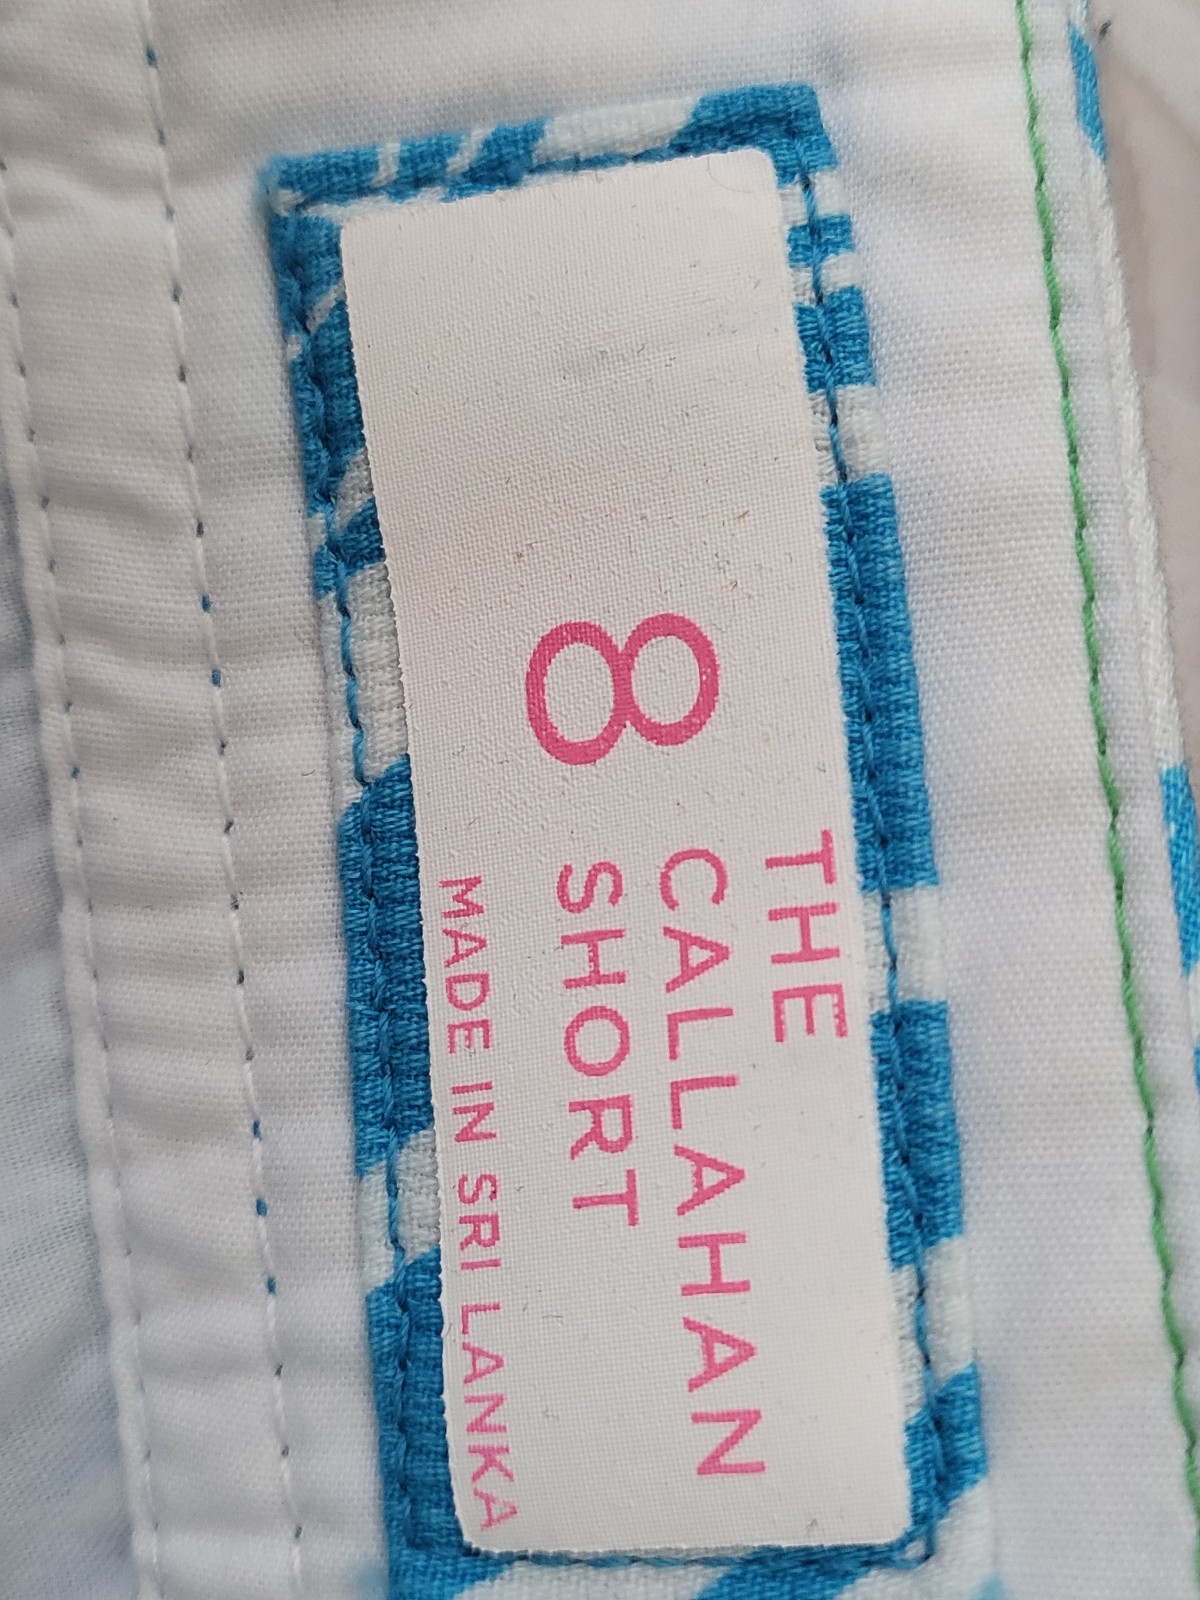 8
THE
CALLAHAN
SHORT
MADE IN SRI LANKA